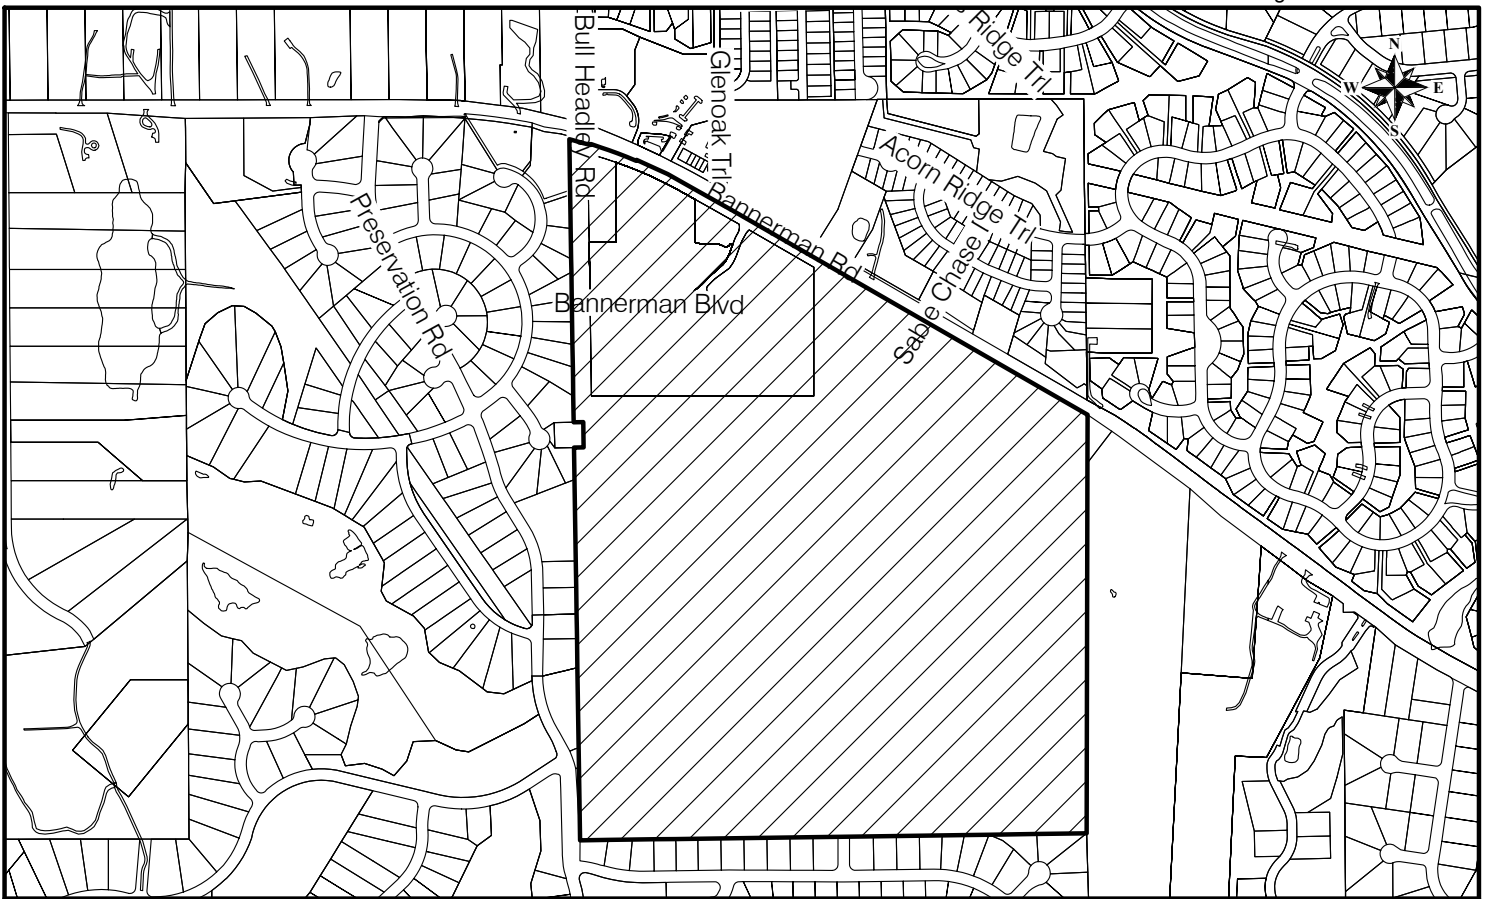 Bull Headley Rd
Glenoak Trl
Ridge Trl
N
W
E
S
Acorn Ridge Trl
Preservation Rd
Bannerman Rd
Sable Chase
Bannerman Blvd